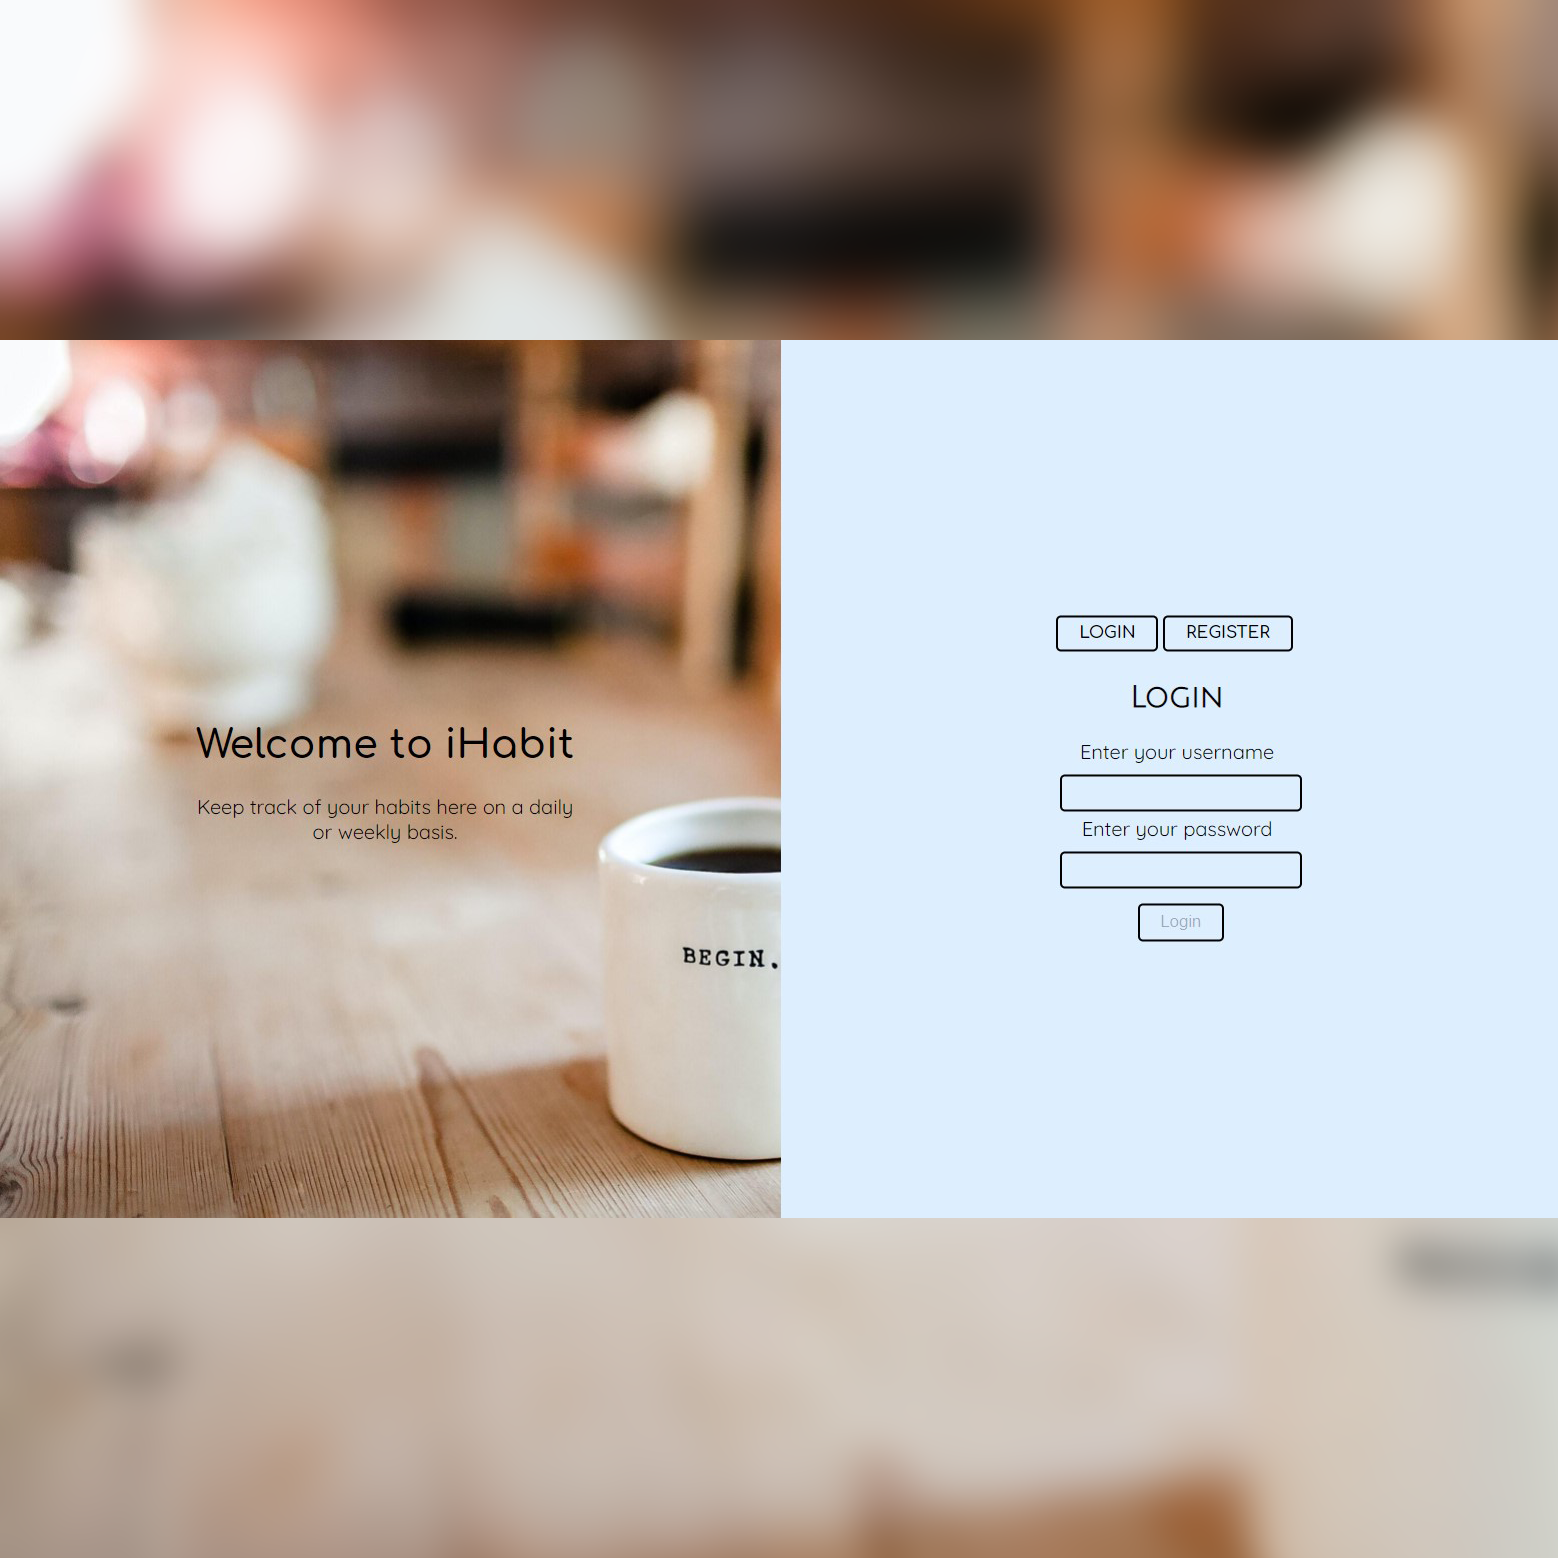 Welcome to iHabit
Keep track of your habits here on a daily
or weekly basis.
BEGIN.
LOGIN REGISTER
LOGIN
Enter your username
Enter your password
Login